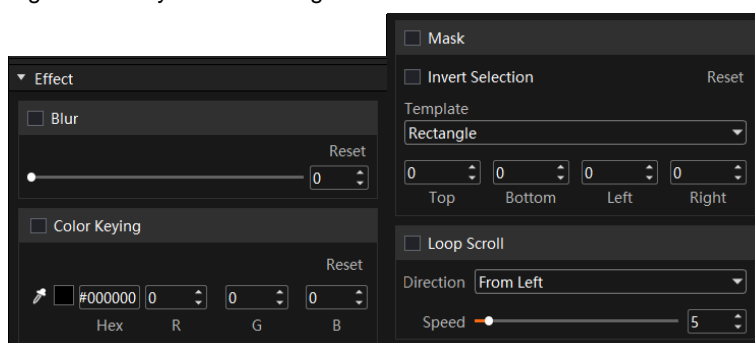 Effect
Blur
Reset
0
Color Keying
Reset
#000000 0 0 0
Hex R G B
Mask
Invert Selection Reset
Template
Rectangle
0 0 0 0
Top Bottom Left Right
Loop Scroll
Direction From Left
Speed 5